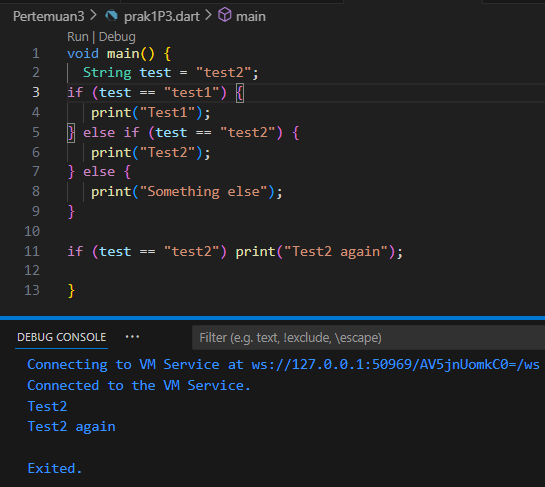 Pertemuan3 > prak1P3.dart > main
Run | Debug
1 void main() {
2 String test = "test2";
3 if (test == "test1") {
4 print("Test1");
5 } else if (test == "test2") {
6 print("Test2");
7 } else {
8 print("Something else");
9 }
10
11 if (test == "test2") print("Test2 again");
12
13 }
DEBUG CONSOLE ... Filter (e.g. text, !exclude, \escape)
Connecting to VM Service at ws://127.0.0.1:50969/AV5jnUomkC0=/ws
Connected to the VM Service.
Test2
Test2 again
Exited.